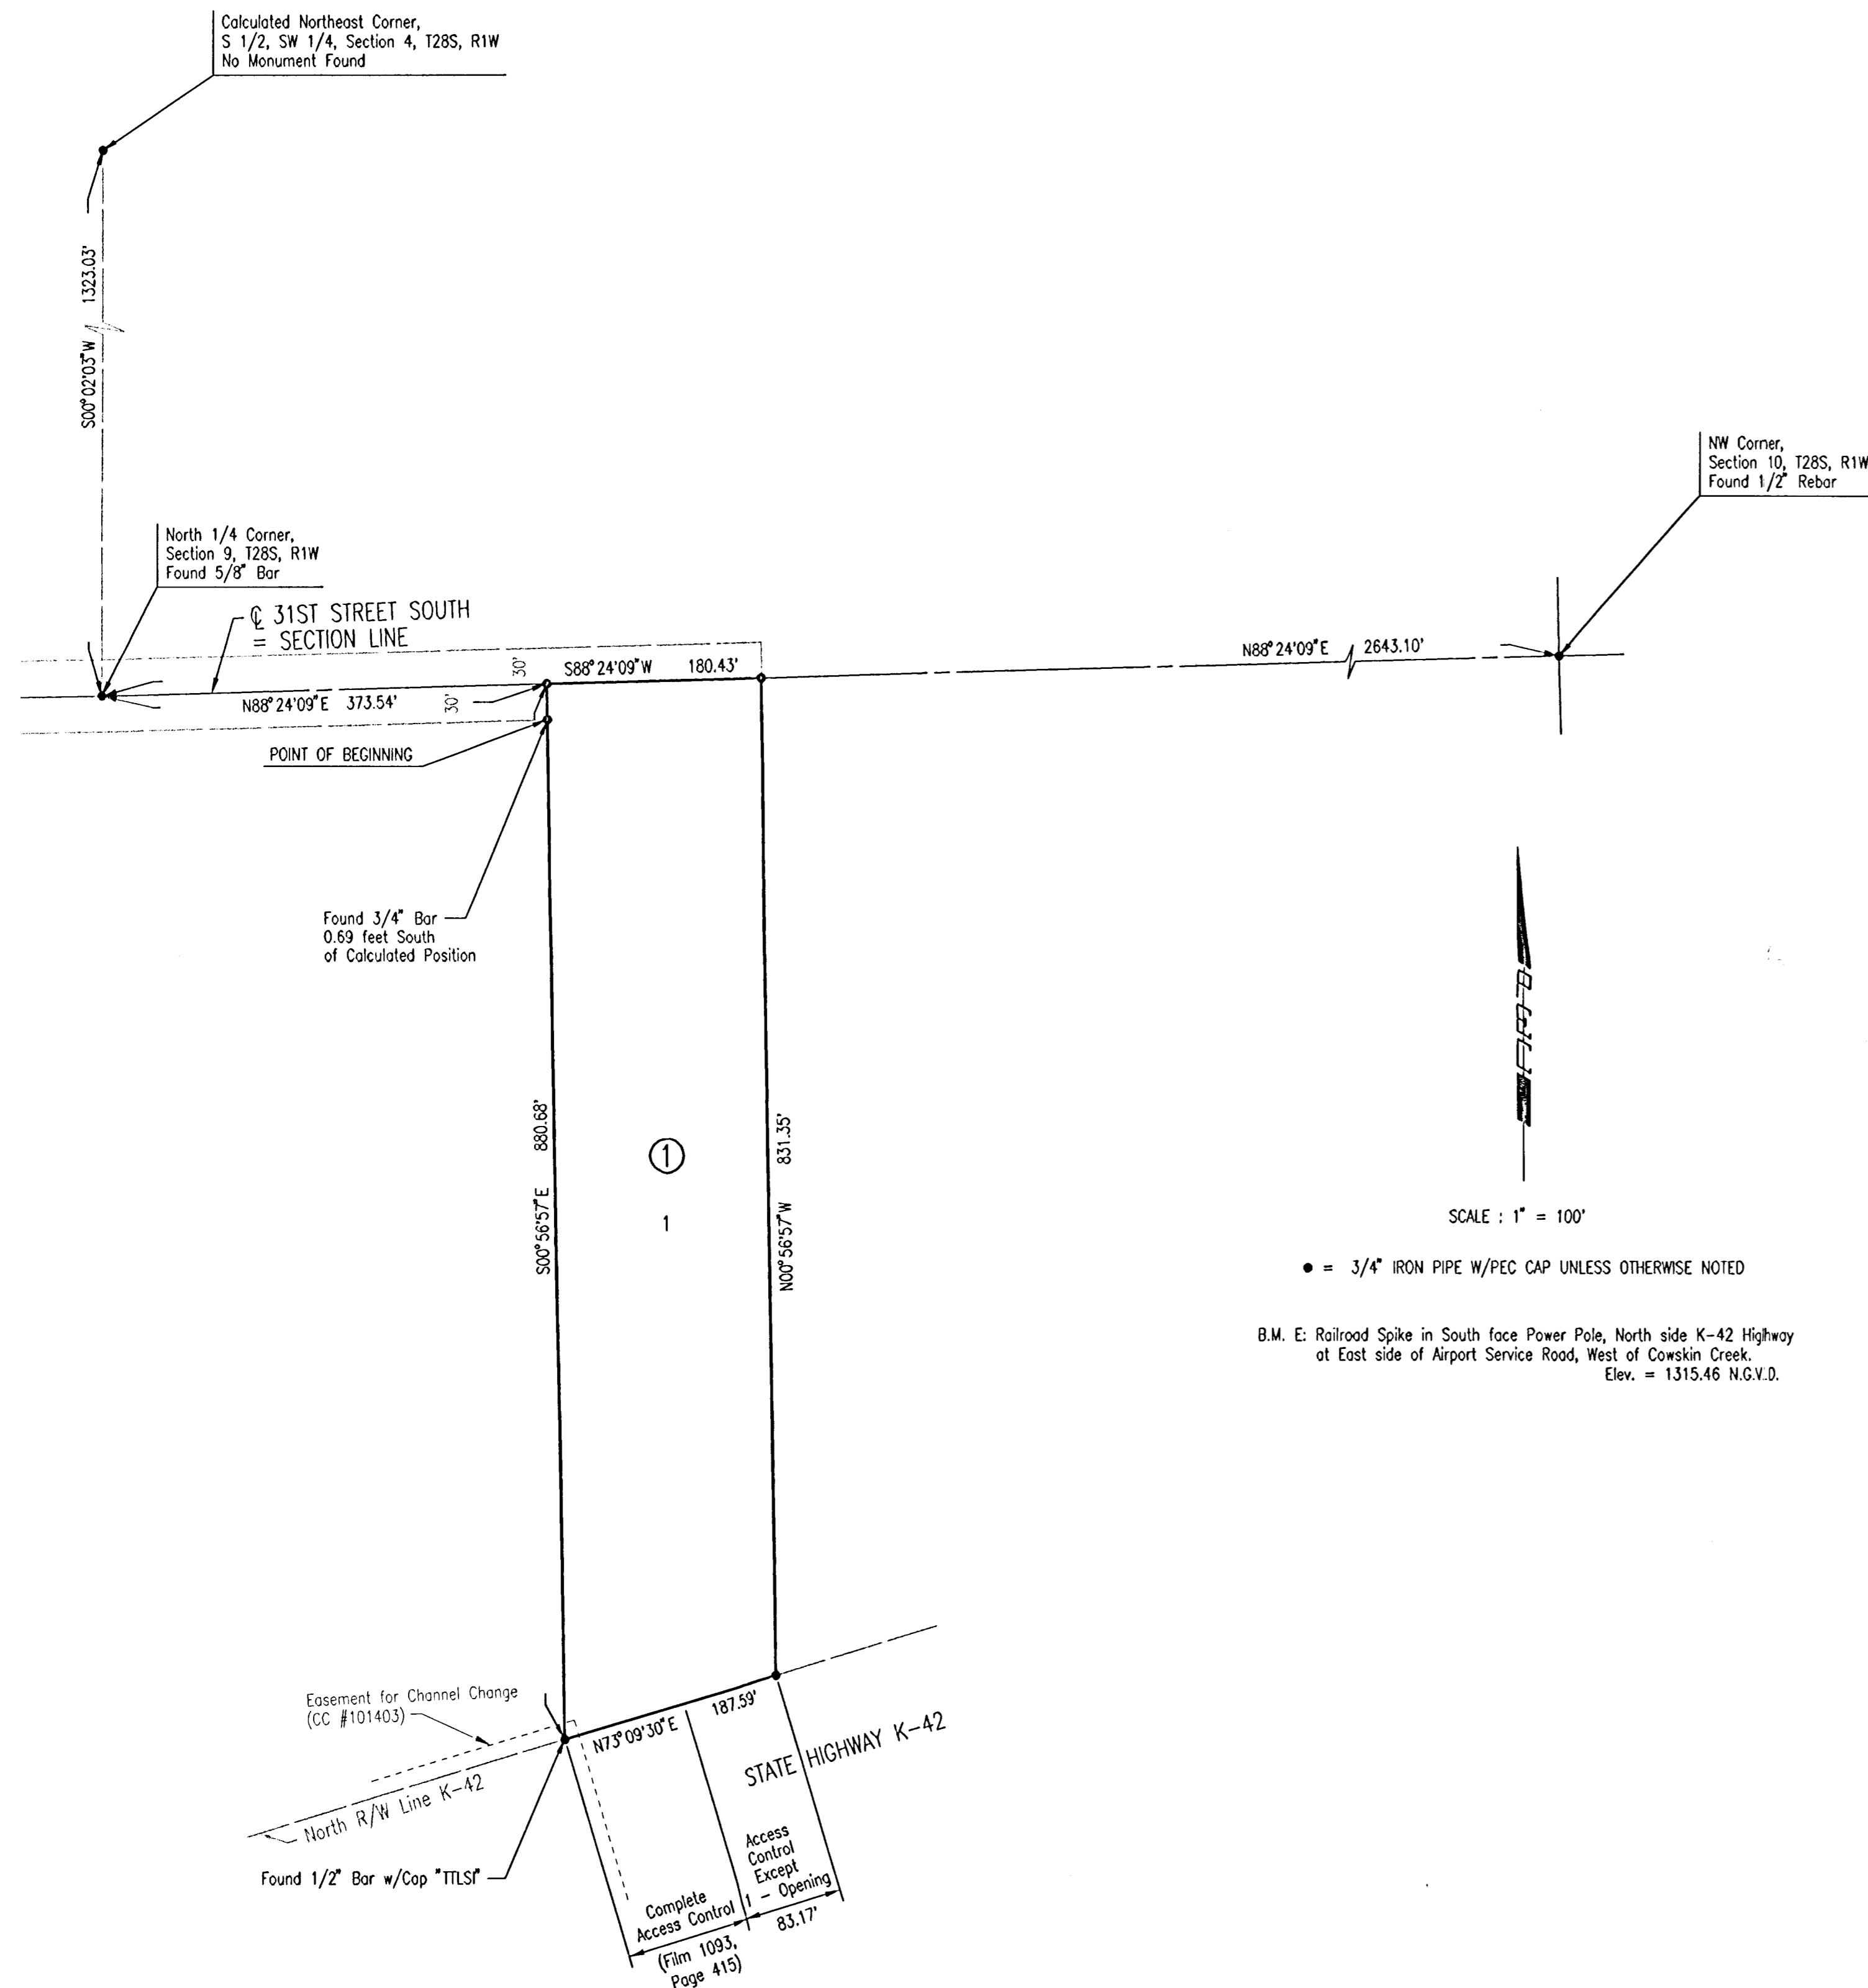 Calculated Northeast Corner,
S 1/2, SW 1/4, Section 4, T28S, R1W
No Monument Found
S00°02'03"W 1323.03'
NW Corner,
Section 10, T28S, R1W
Found 1/2" Rebar
North 1/4 Corner,
Section 9, T28S, R1W
Found 5/8" Bar
℄ 31ST STREET SOUTH
= SECTION LINE
30'
S88°24'09"W 180.43'
N88°24'09"E 2643.10'
N88°24'09"E 373.54'
30'
POINT OF BEGINNING
Found 3/4" Bar
0.69 feet South
of Calculated Position
S00°56'57"E 880.68'
1
1
N00°56'57"W 831.35'
SCALE : 1" = 100'
● = 3/4" IRON PIPE W/PEC CAP UNLESS OTHERWISE NOTED
B.M. E: Railroad Spike in South face Power Pole, North side K-42 Highway
at East side of Airport Service Road, West of Cowskin Creek.
Elev. = 1315.46 N.G.V.D.
Easement for Channel Change
(CC #101403)
N73°09'30"E 187.59'
STATE HIGHWAY K-42
North R/W Line K-42
Found 1/2" Bar w/Cap "TTLSI"
Complete
Access Control
(Film 1093,
Page 415)
Access
Control
Except
1 - Opening
83.17'